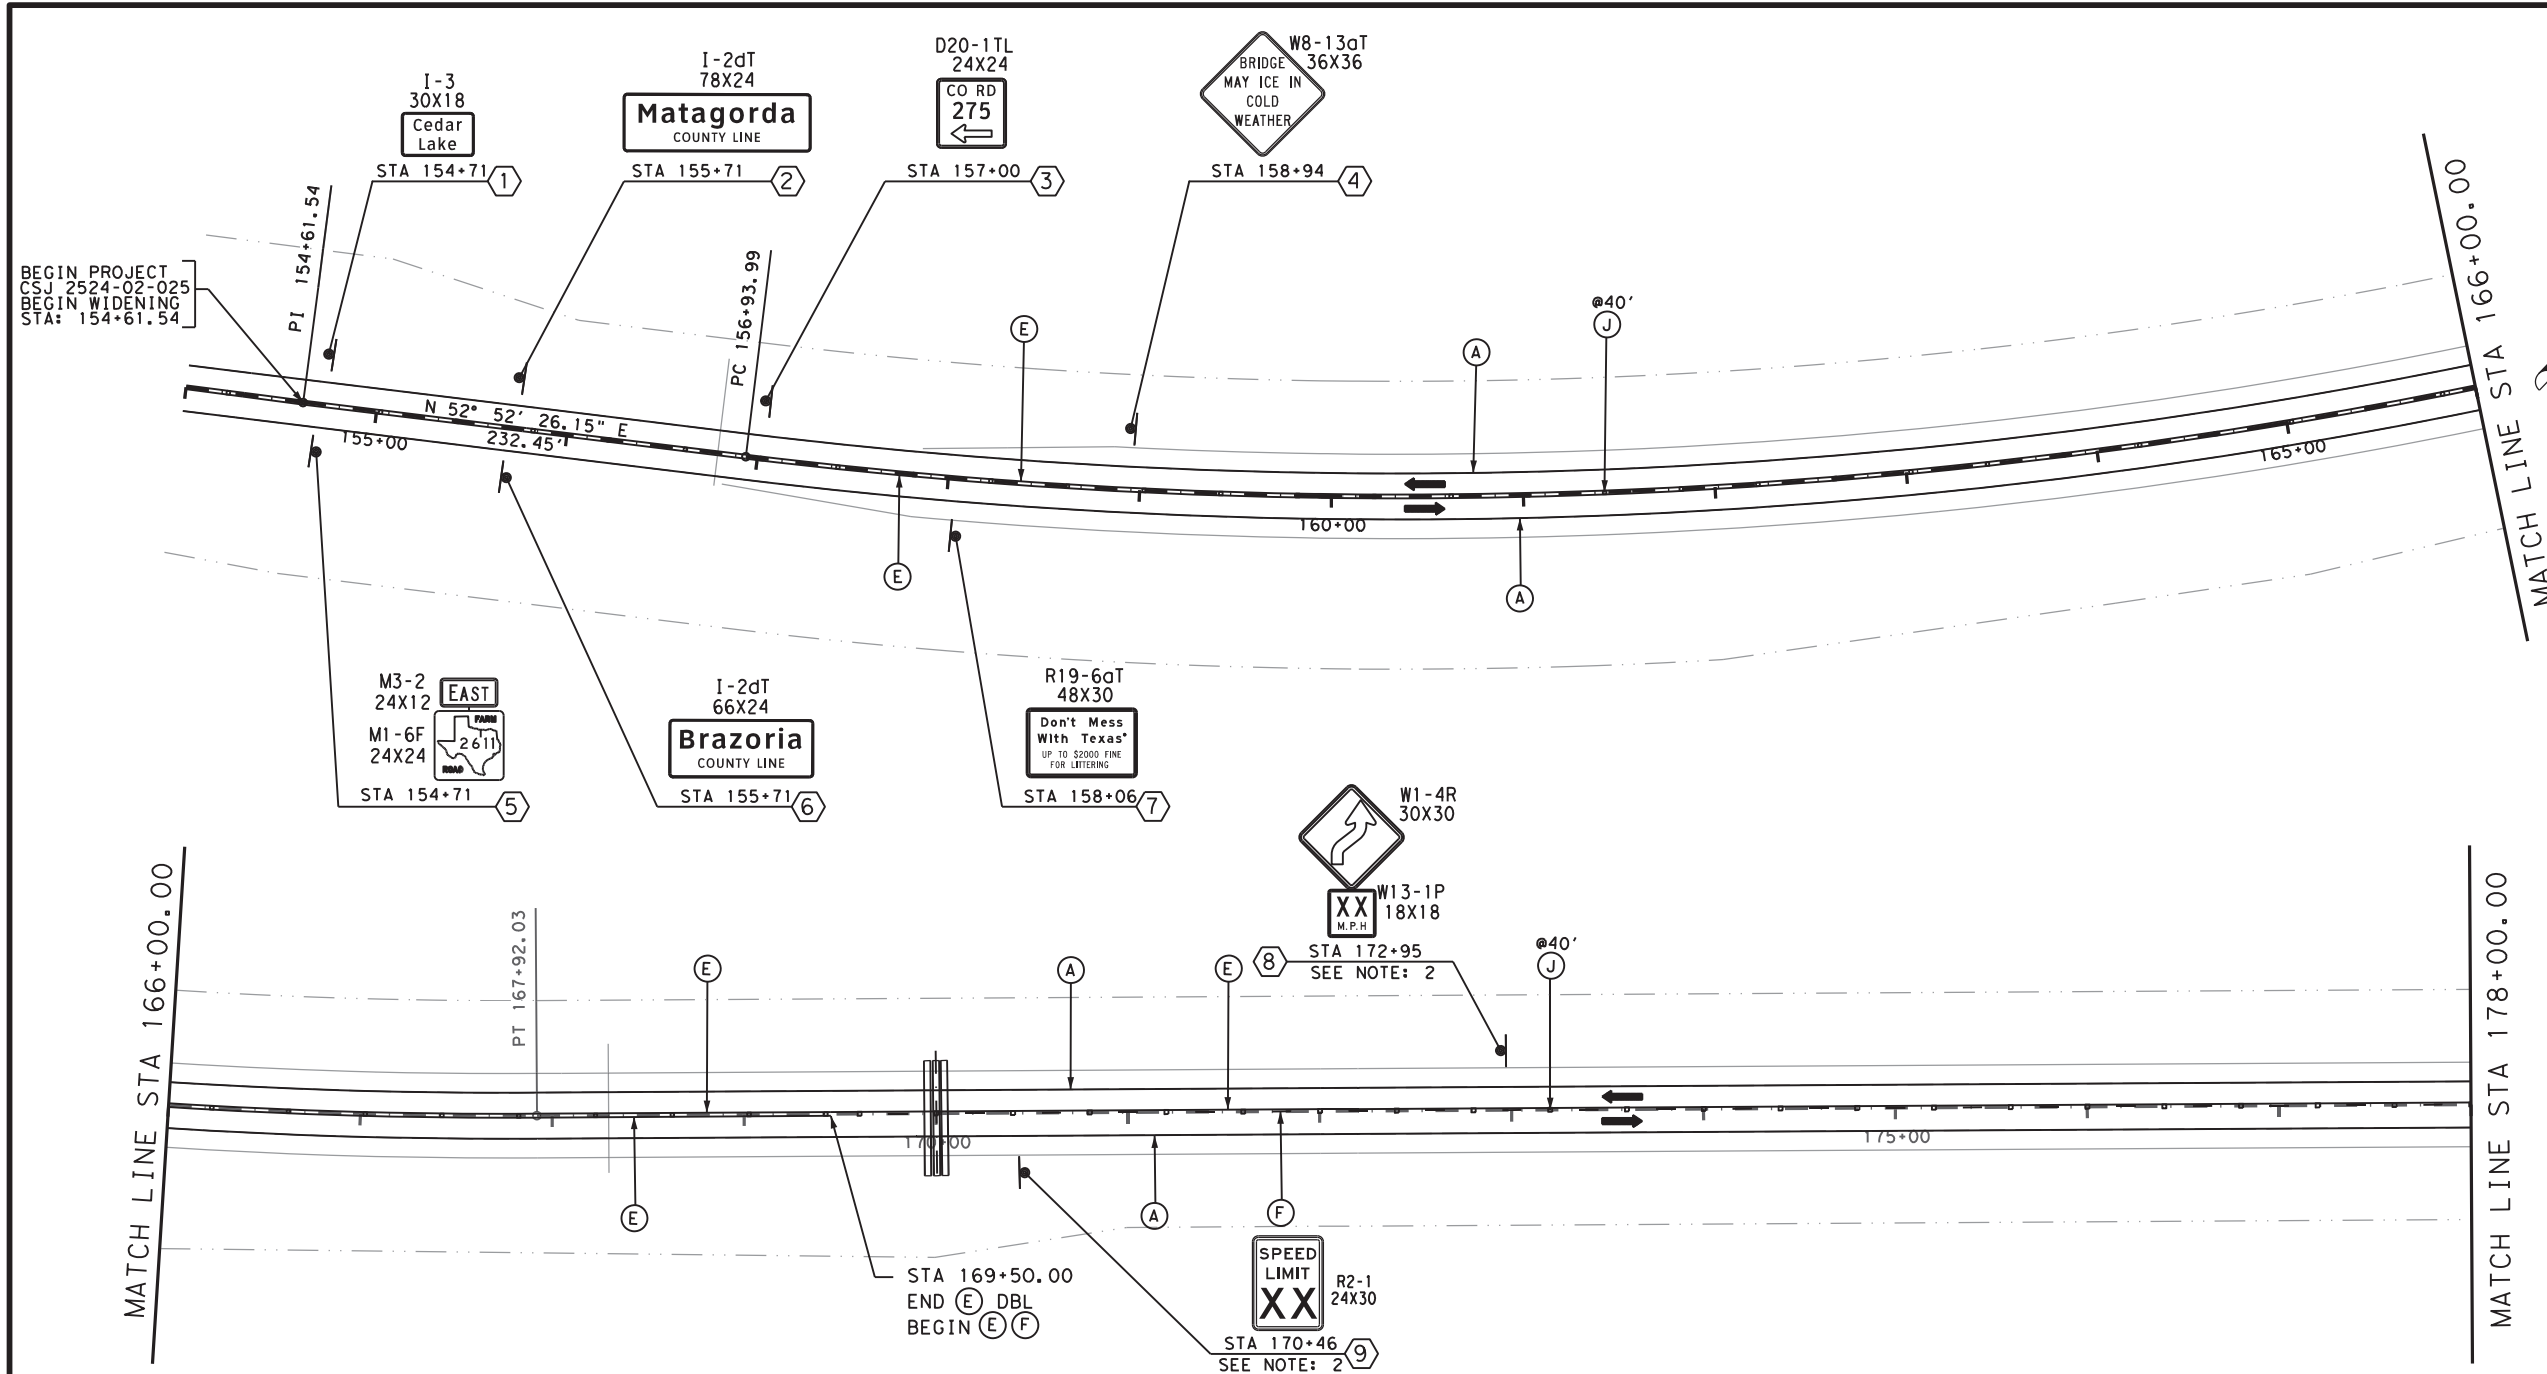 I-3
30X18
Cedar
Lake
STA 154+71
1
I-2dT
78X24
Matagorda
COUNTY LINE
STA 155+71
2
D20-1TL
24X24
CO RD
275
STA 157+00
3
W8-13aT
36X36
BRIDGE
MAY ICE IN
COLD
WEATHER
STA 158+94
4
BEGIN PROJECT
CSJ 2524-02-025
BEGIN WIDENING
STA: 154+61.54
PI 154+61.54
PC 156+93.99
E
A
@40'
J
MATCH LINE STA 166+00.00
N 52° 52' 26.15" E
232.45'
155+00
160+00
165+00
E
A
M3-2
24X12
EAST
M1-6F
24X24
FARM
2611
ROAD
STA 154+71
5
I-2dT
66X24
Brazoria
COUNTY LINE
STA 155+71
6
R19-6aT
48X30
Don't Mess
With Texas®
UP TO $2000 FINE
FOR LITTERING
STA 158+06
7
W1-4R
30X30
W13-1P
18X18
XX
M.P.H
8
STA 172+95
SEE NOTE: 2
MATCH LINE STA 166+00.00
PT 167+92.03
E
A
E
@40'
J
MATCH LINE STA 178+00.00
170+00
175+00
E
A
F
STA 169+50.00
END E DBL
BEGIN E F
SPEED
LIMIT
XX
R2-1
24X30
STA 170+46
SEE NOTE: 2
9